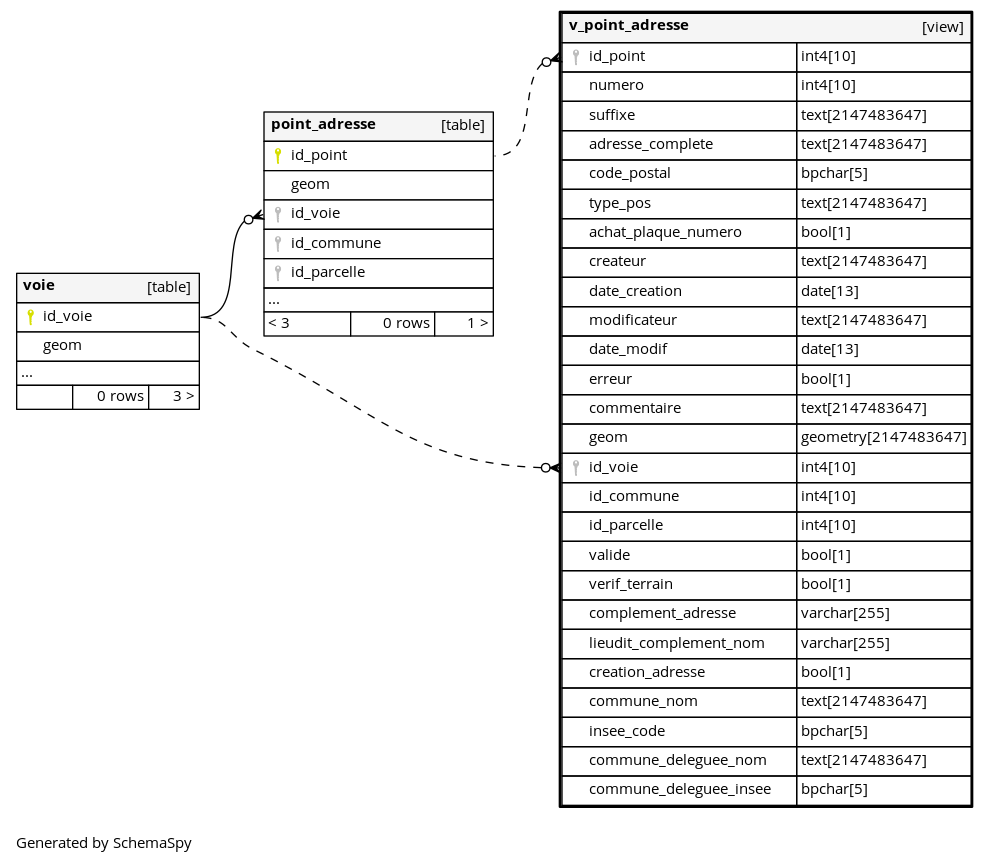 voie [table]
id_voie
geom
...
0 rows 3 >
point_adresse [table]
id_point
geom
id_voie
id_commune
id_parcelle
...
< 3 0 rows 1 >
v_point_adresse [view]
id_point int4[10]
numero int4[10]
suffixe text[2147483647]
adresse_complete text[2147483647]
code_postal bpchar[5]
type_pos text[2147483647]
achat_plaque_numero bool[1]
createur text[2147483647]
date_creation date[13]
modificateur text[2147483647]
date_modif date[13]
erreur bool[1]
commentaire text[2147483647]
geom geometry[2147483647]
id_voie int4[10]
id_commune int4[10]
id_parcelle int4[10]
valide bool[1]
verif_terrain bool[1]
complement_adresse varchar[255]
lieudit_complement_nom varchar[255]
creation_adresse bool[1]
commune_nom text[2147483647]
insee_code bpchar[5]
commune_deleguee_nom text[2147483647]
commune_deleguee_insee bpchar[5]
Generated by SchemaSpy